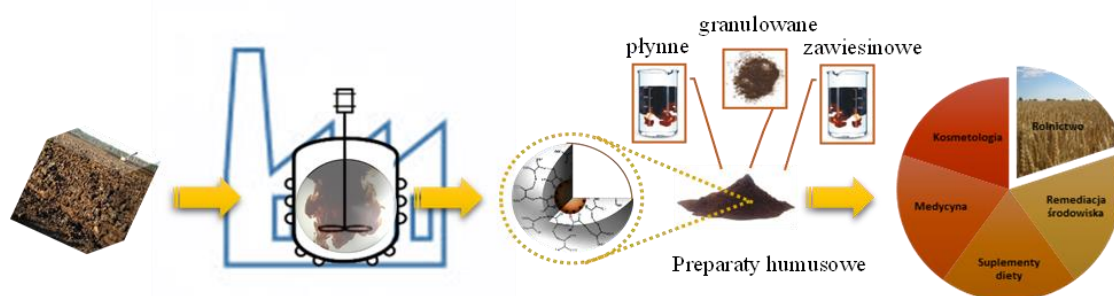 granulowane
płynne
zawiesinowe
Preparaty humusowe
Kosmetologia
Rolnictwo
Medycyna
Remediacja
środowiska
Suplementy
diety